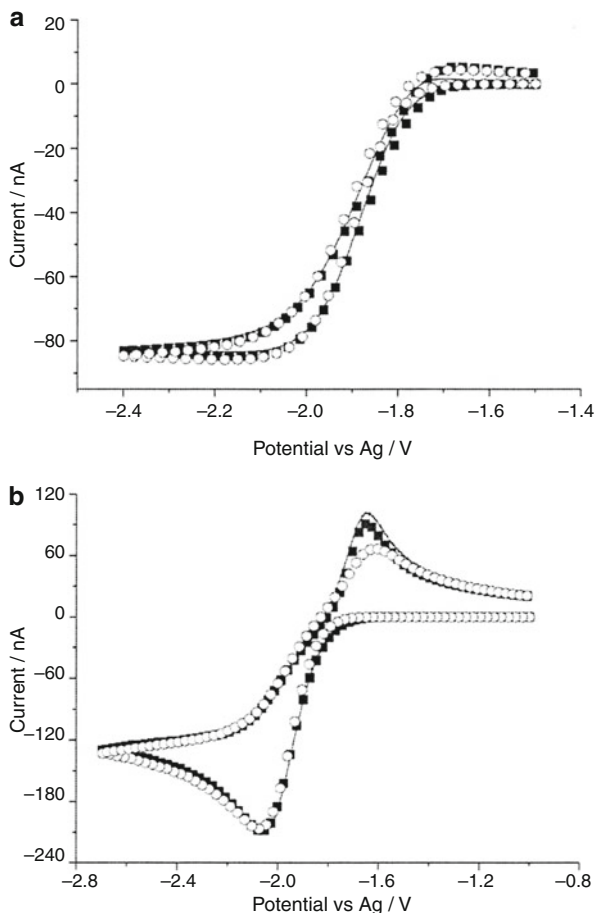 a
20
0
−20
−40
−60
−80
Current / nA
−2.4 −2.2 −2.0 −1.8 −1.6 −1.4
Potential vs Ag / V
b
120
60
0
−60
−120
−180
−240
Current / nA
−2.8 −2.4 −2.0 −1.6 −1.2 −0.8
Potential vs Ag / V